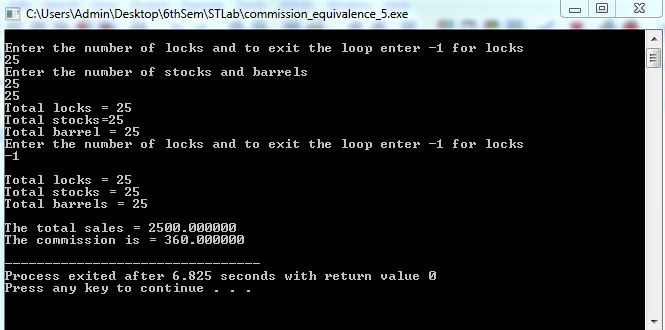 C:\Users\Admin\Desktop\6thSem\STLab\commission_equivalence_5.exe
Enter the number of locks and to exit the loop enter -1 for locks
25
Enter the number of stocks and barrels
25
25
Total locks = 25
Total stocks=25
Total barrel = 25
Enter the number of locks and to exit the loop enter -1 for locks
-1
Total locks = 25
Total stocks = 25
Total barrels = 25
The total sales = 2500.000000
The commission is = 360.000000
--------------------------------
Process exited after 6.825 seconds with return value 0
Press any key to continue . . .